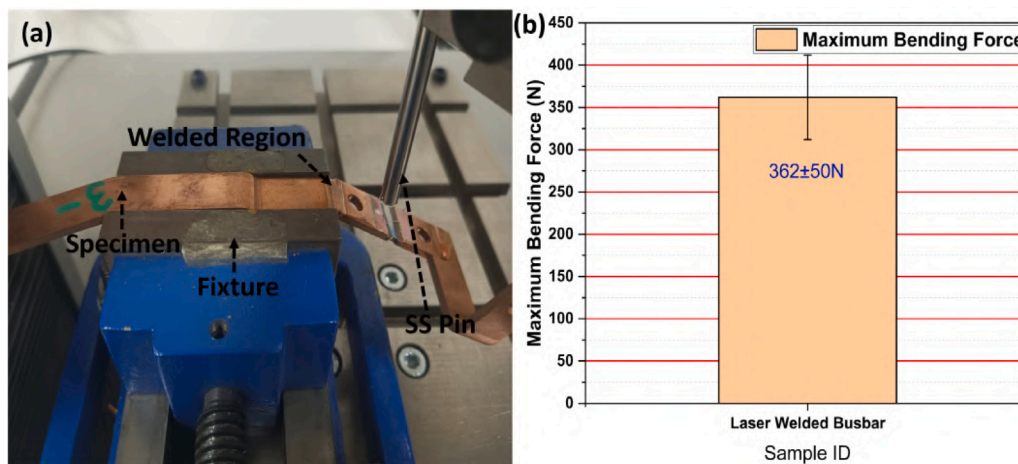 (a)
Welded Region
3-
Specimen
Fixture
SS Pin
(b)
Maximum Bending Force
Maximum Bending Force (N)
450
400
350
300
250
200
150
100
50
0
362±50N
Laser Welded Busbar
Sample ID